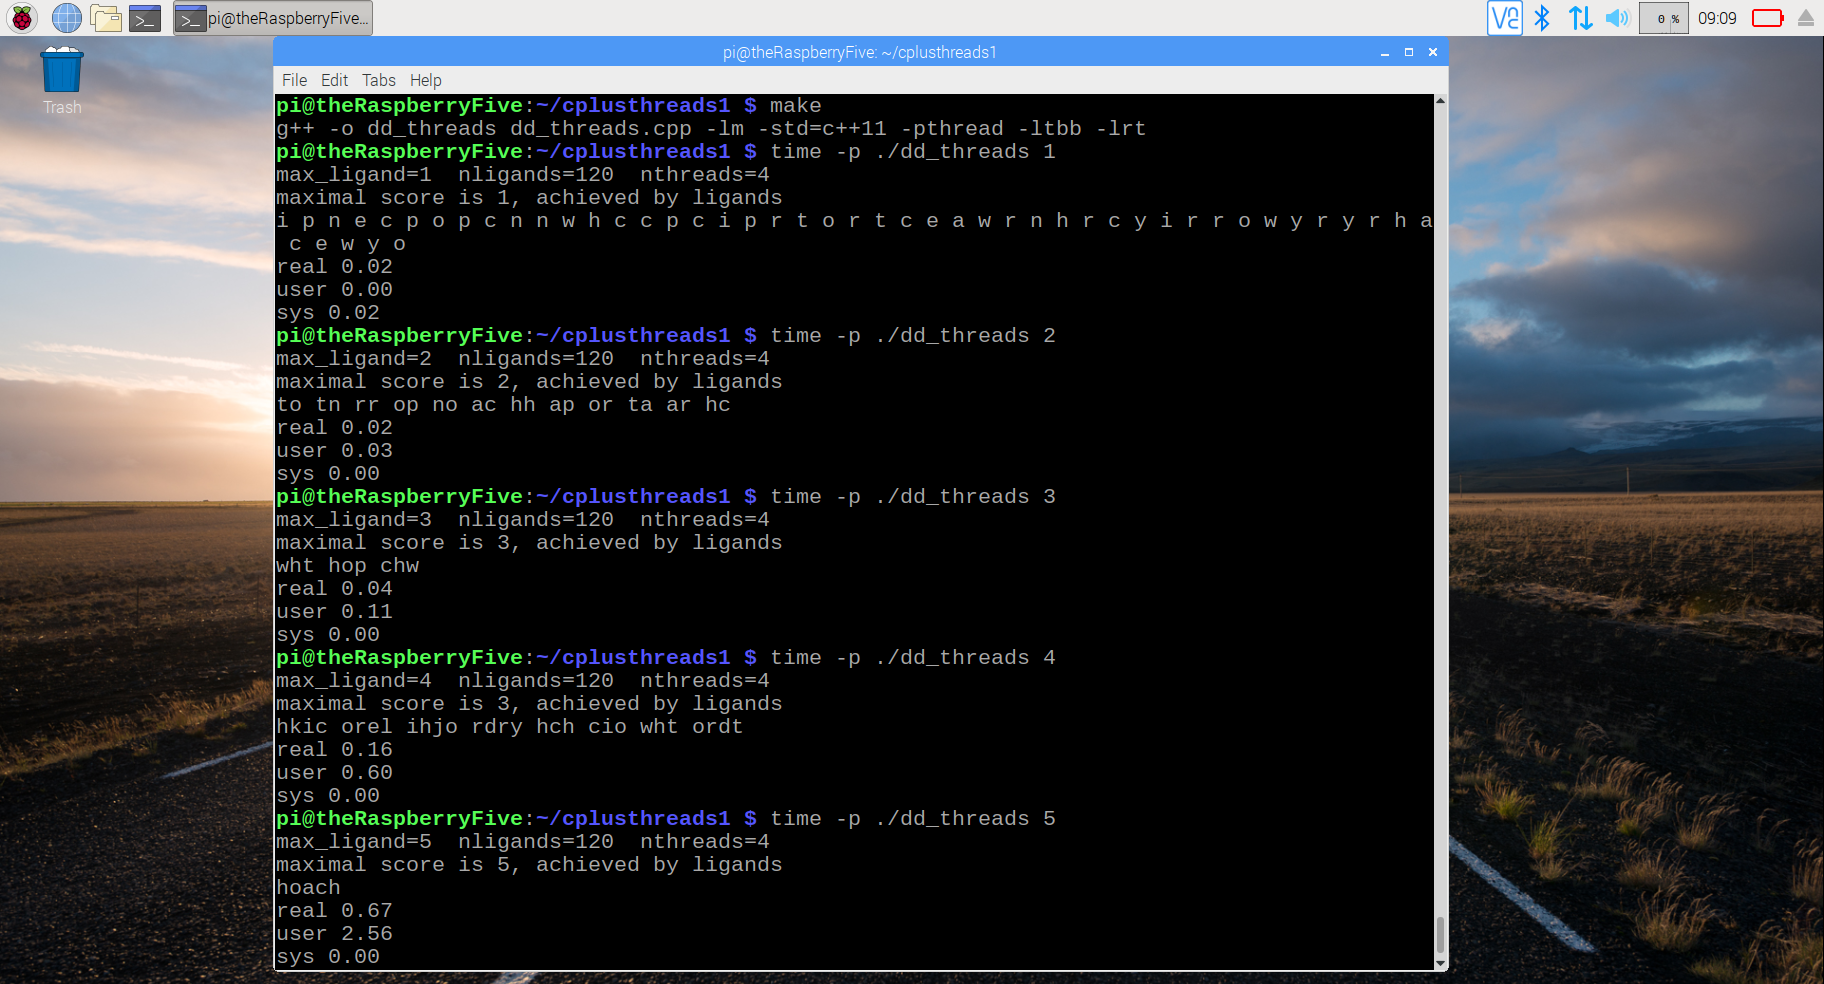 pi@theRaspberryFive...
V2
0 %
09:09
Trash
pi@theRaspberryFive: ~/cplusthreads1
File Edit Tabs Help
pi@theRaspberryFive:~/cplusthreads1 $ make
g++ -o dd_threads dd_threads.cpp -lm -std=c++11 -pthread -ltbb -lrt
pi@theRaspberryFive:~/cplusthreads1 $ time -p ./dd_threads 1
max_ligand=1  nligands=120  nthreads=4
maximal score is 1, achieved by ligands
i p n e c p o p c n n w h c c p c i p r t o r t c e a w r n h r c y i r r o w y r y r h a
c e w y o
real 0.02
user 0.00
sys 0.02
pi@theRaspberryFive:~/cplusthreads1 $ time -p ./dd_threads 2
max_ligand=2  nligands=120  nthreads=4
maximal score is 2, achieved by ligands
to tn rr op no ac hh ap or ta ar hc
real 0.02
user 0.03
sys 0.00
pi@theRaspberryFive:~/cplusthreads1 $ time -p ./dd_threads 3
max_ligand=3  nligands=120  nthreads=4
maximal score is 3, achieved by ligands
wht hop chw
real 0.04
user 0.11
sys 0.00
pi@theRaspberryFive:~/cplusthreads1 $ time -p ./dd_threads 4
max_ligand=4  nligands=120  nthreads=4
maximal score is 3, achieved by ligands
hkic orel ihjo rdry hch cio wht ordt
real 0.16
user 0.60
sys 0.00
pi@theRaspberryFive:~/cplusthreads1 $ time -p ./dd_threads 5
max_ligand=5  nligands=120  nthreads=4
maximal score is 5, achieved by ligands
hoach
real 0.67
user 2.56
sys 0.00